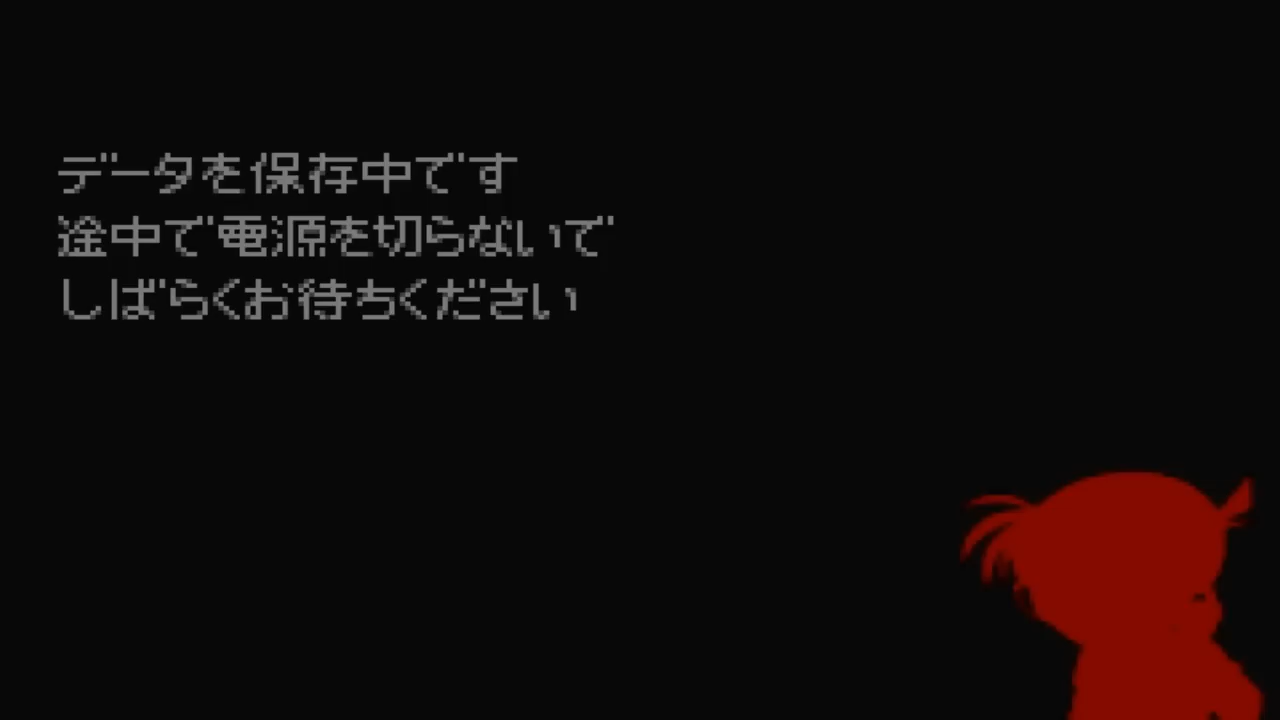 データを保存中です
途中で電源を切らないで
しばらくお待ちください